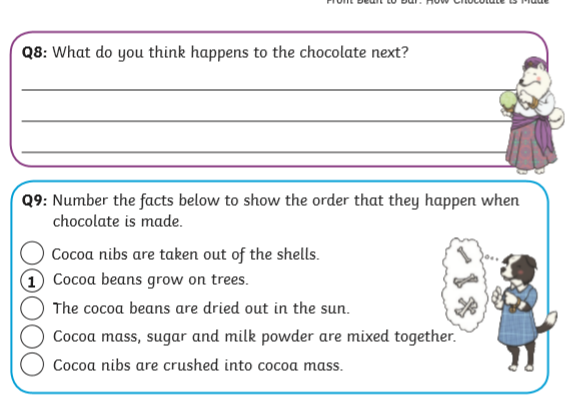 From Bean to Bar: How Chocolate is Made
Q8: What do you think happens to the chocolate next?
Q9: Number the facts below to show the order that they happen when
chocolate is made.
Cocoa nibs are taken out of the shells.
1 Cocoa beans grow on trees.
The cocoa beans are dried out in the sun.
Cocoa mass, sugar and milk powder are mixed together.
Cocoa nibs are crushed into cocoa mass.